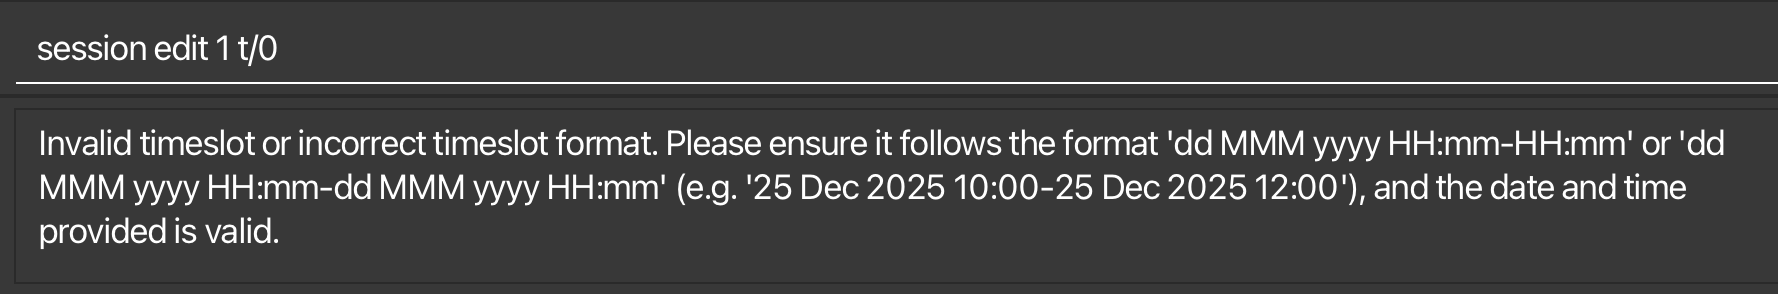 session edit 1 t/0
Invalid timeslot or incorrect timeslot format. Please ensure it follows the format 'dd MMM yyyy HH:mm-HH:mm' or 'dd
MMM yyyy HH:mm-dd MMM yyyy HH:mm' (e.g. '25 Dec 2025 10:00-25 Dec 2025 12:00'), and the date and time
provided is valid.